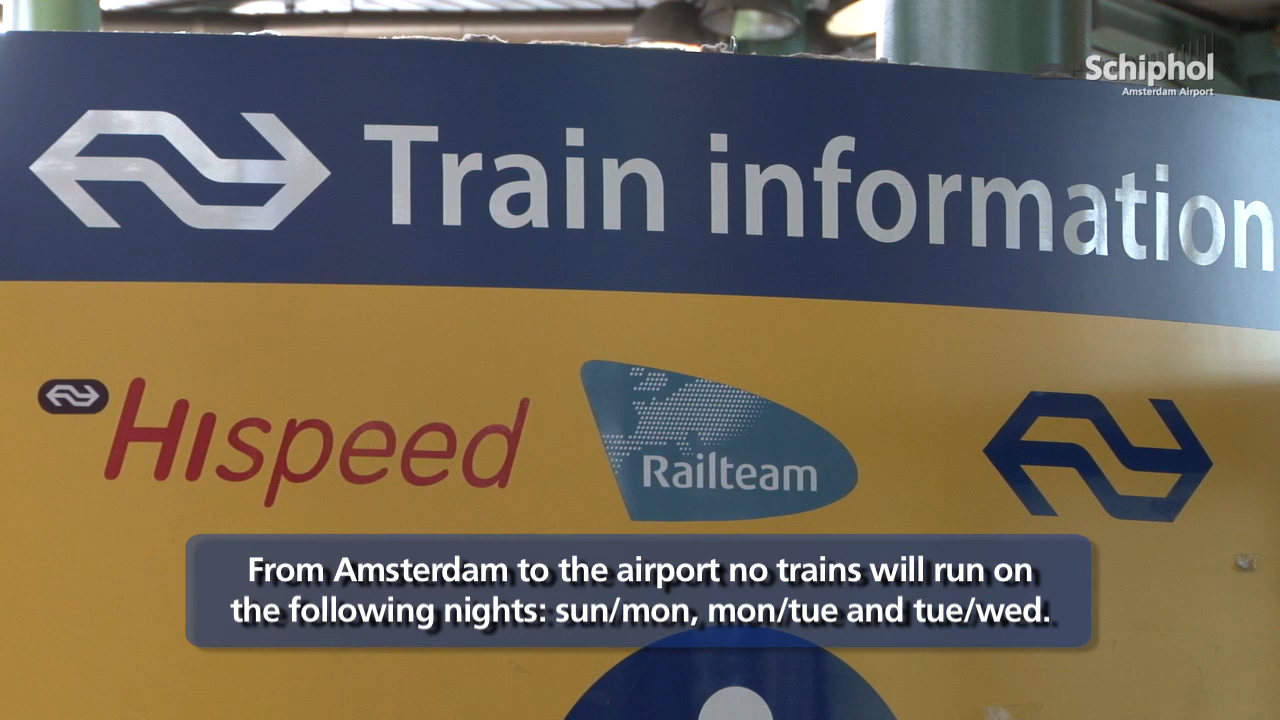 Schiphol
Amsterdam Airport
Train information
Hispeed
Railteam
From Amsterdam to the airport no trains will run on
the following nights: sun/mon, mon/tue and tue/wed.